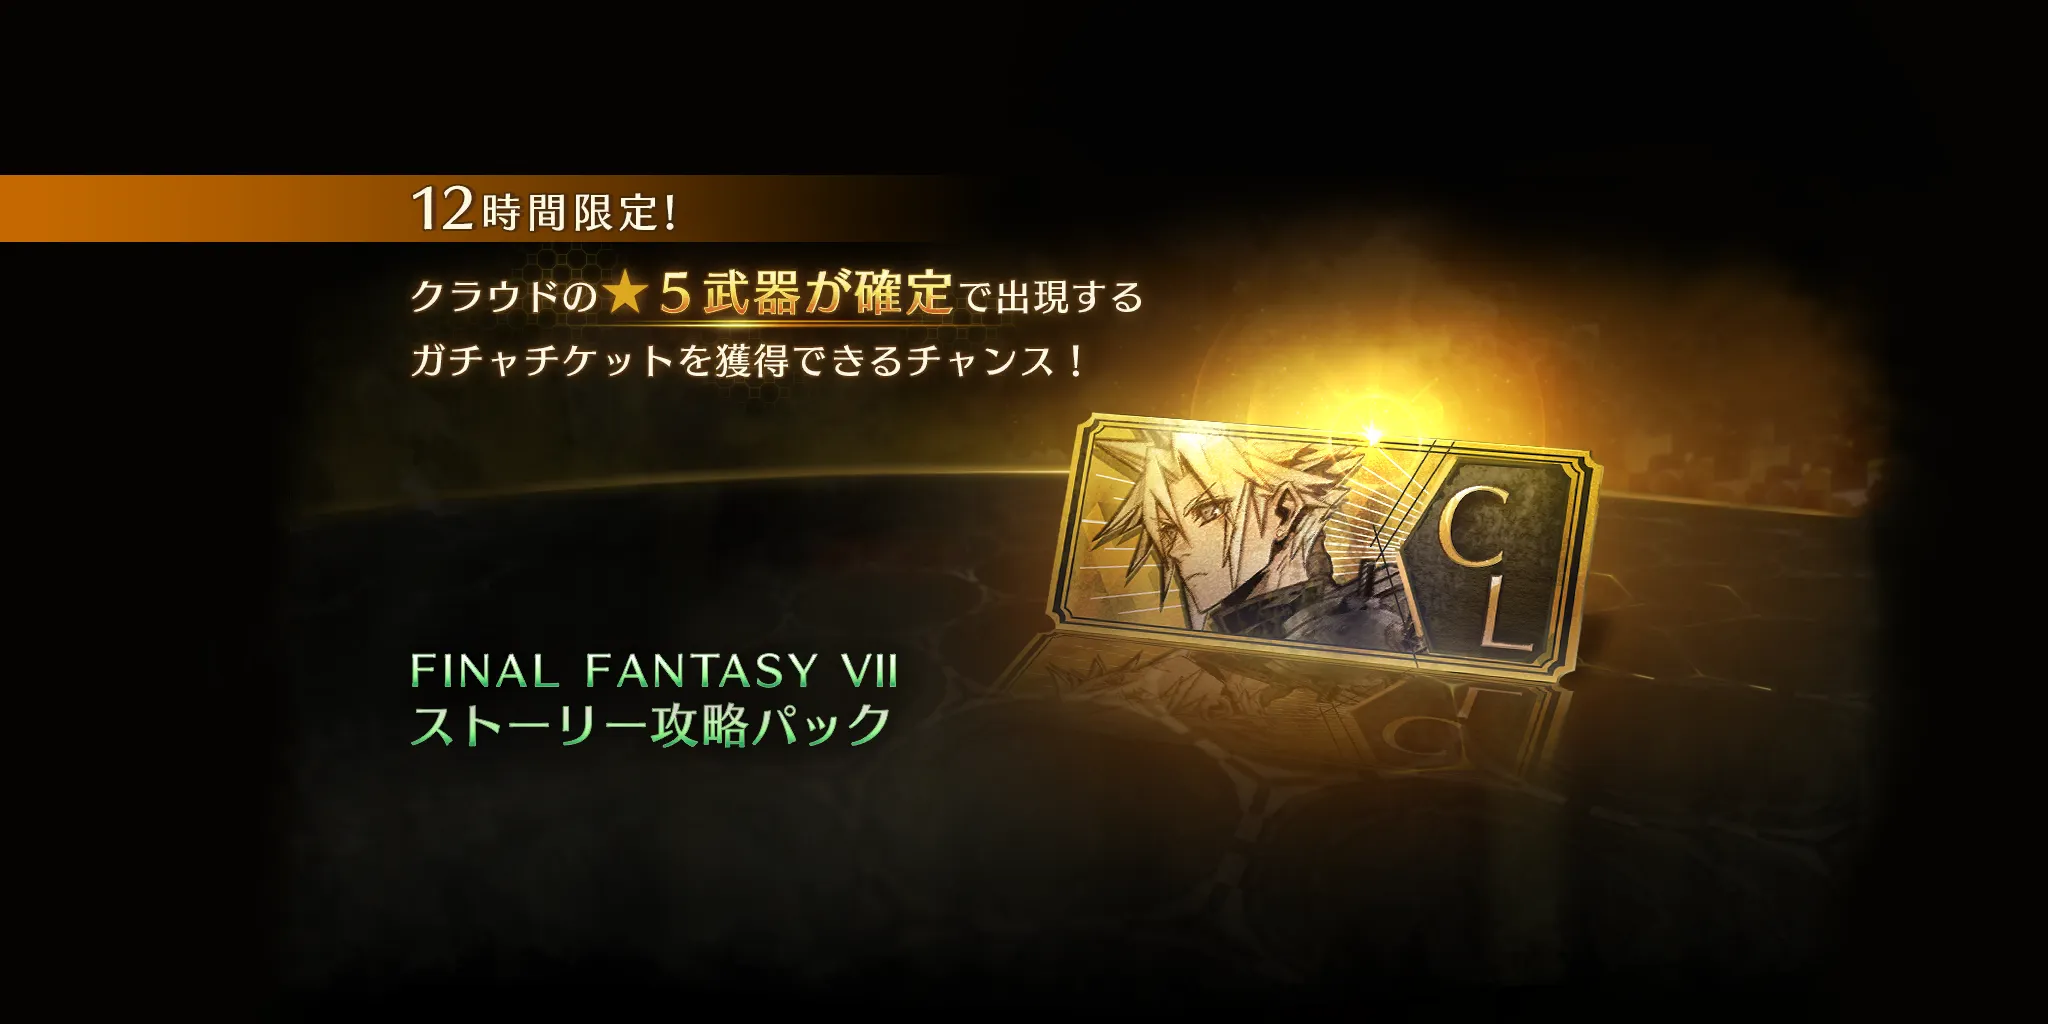 12時間限定!
クラウドの★5武器が確定で出現する
ガチャチケットを獲得できるチャンス！
C
L
FINAL FANTASY VII
ストーリー攻略パック